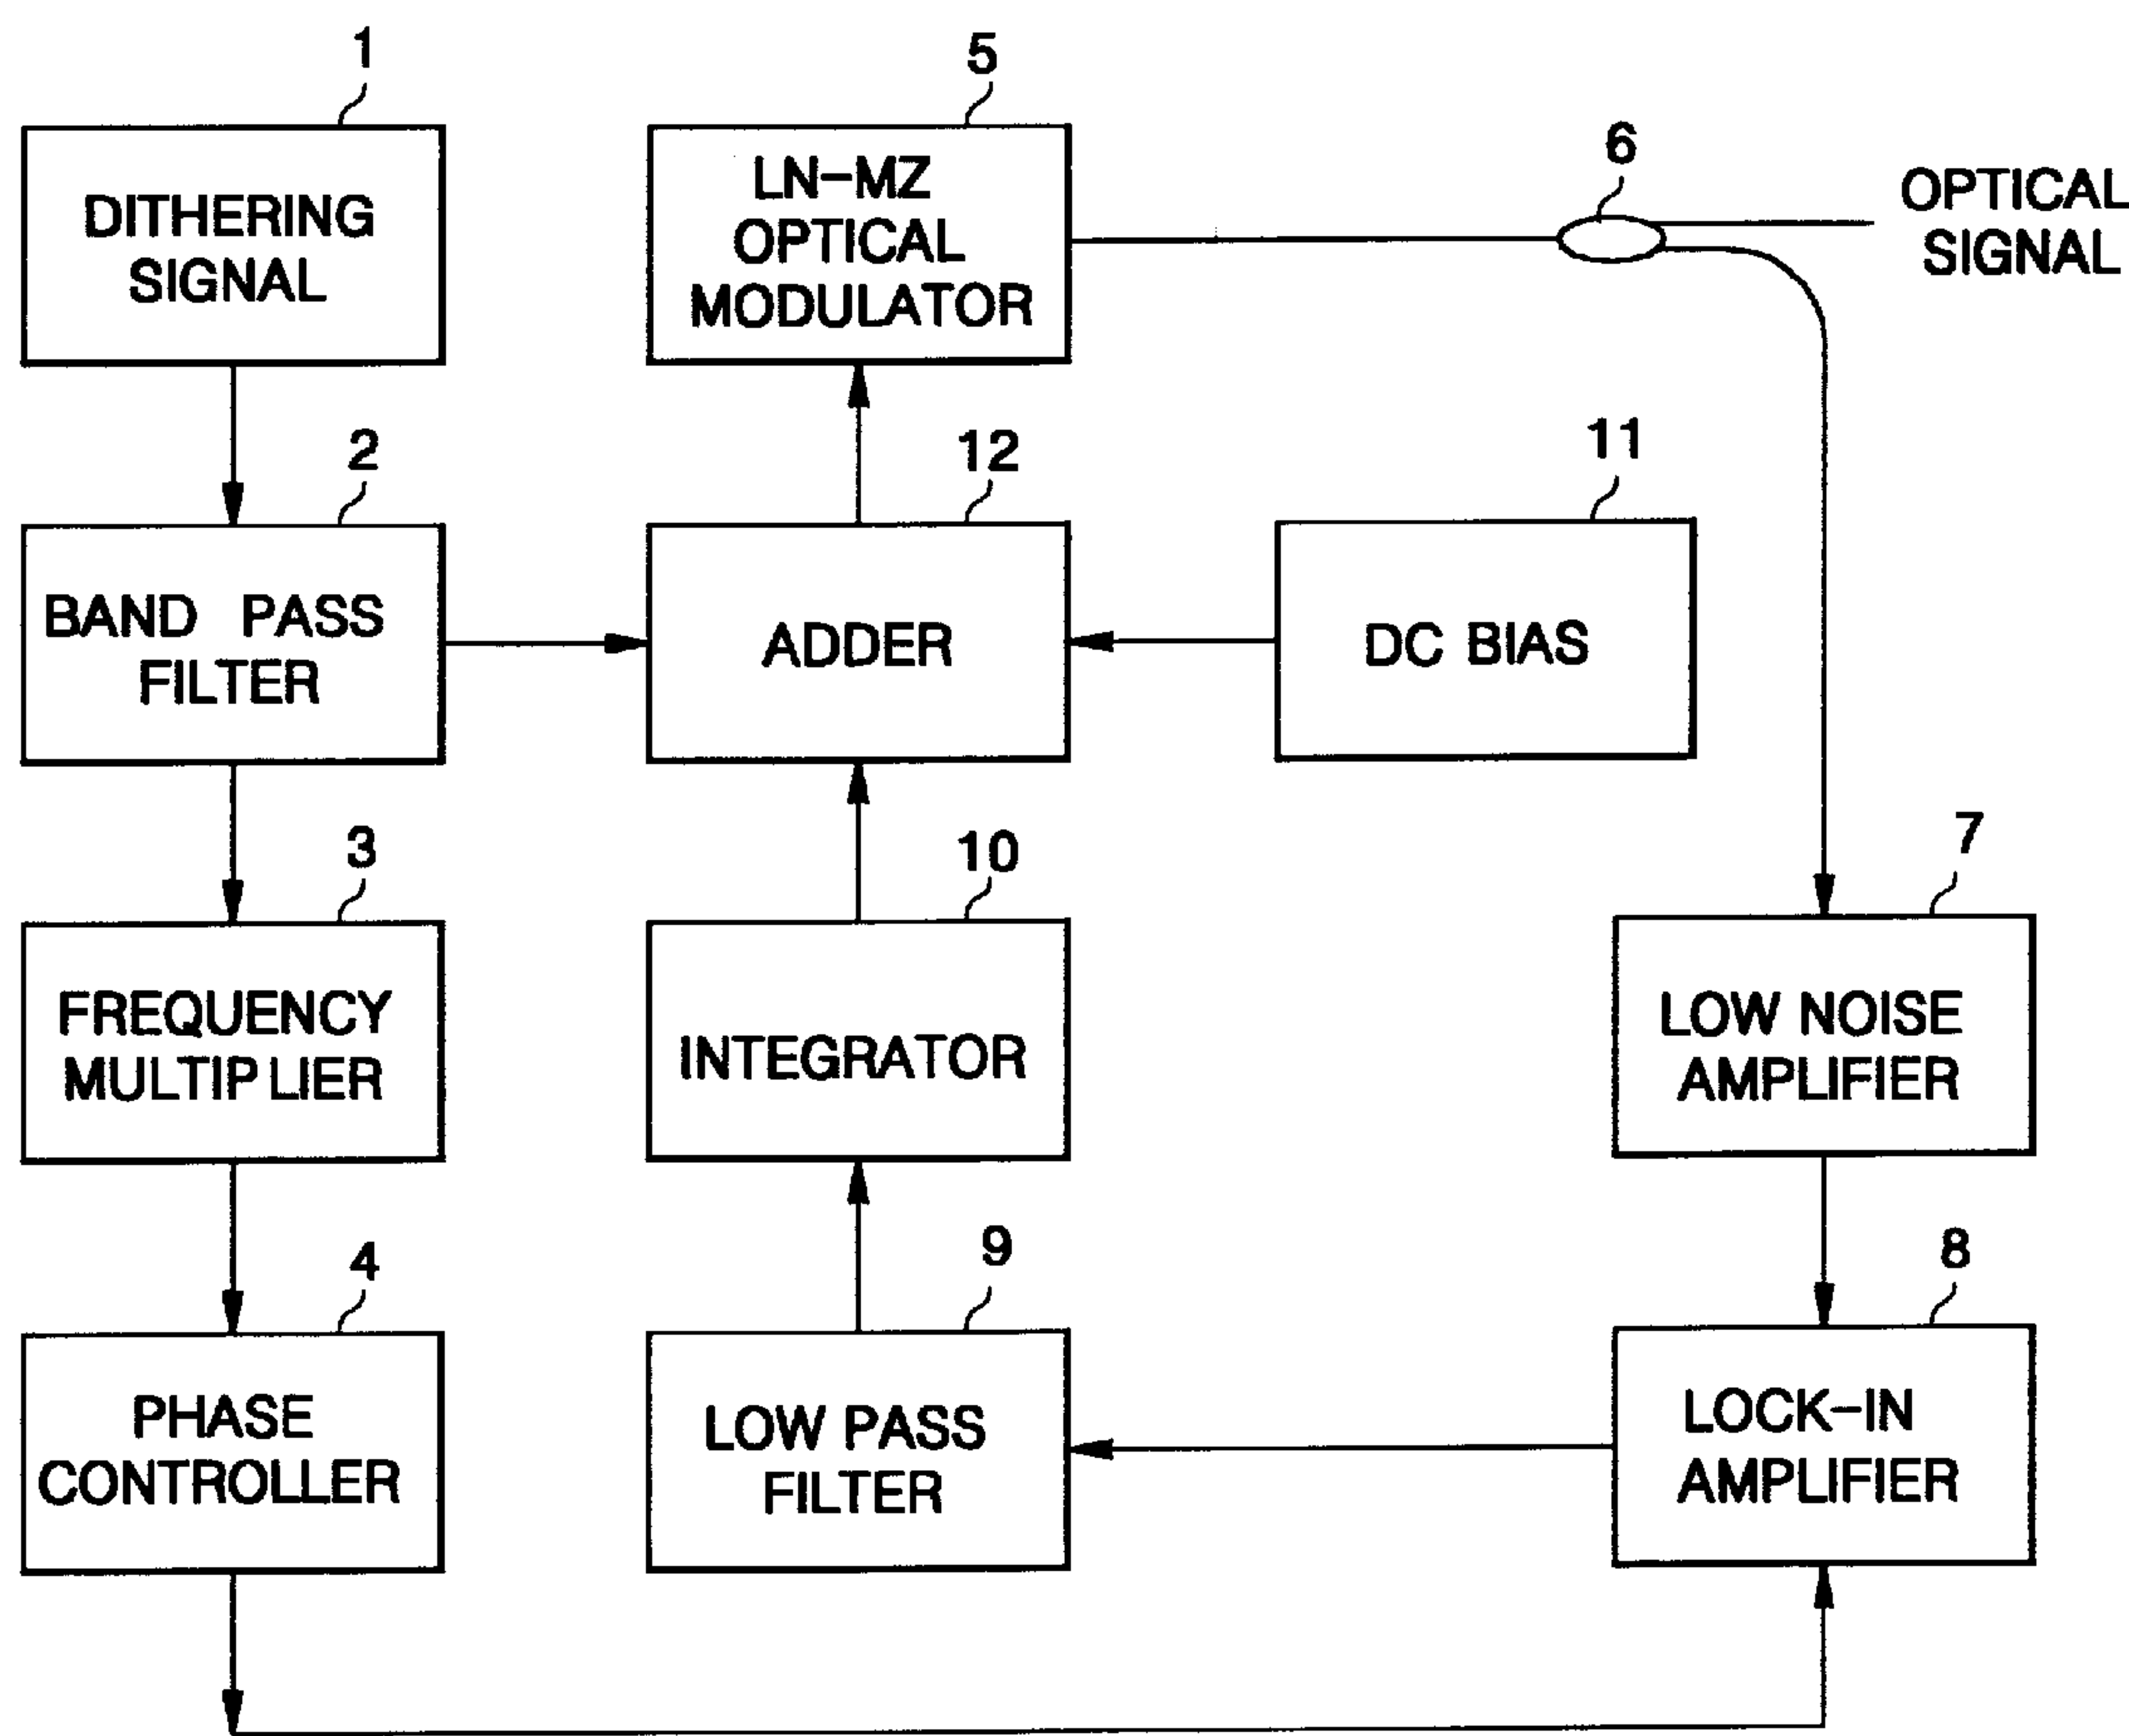 1
DITHERING
SIGNAL
5
LN-MZ
OPTICAL
MODULATOR
6
OPTICAL
SIGNAL
2
BAND PASS
FILTER
12
ADDER
11
DC BIAS
3
FREQUENCY
MULTIPLIER
10
INTEGRATOR
7
LOW NOISE
AMPLIFIER
4
PHASE
CONTROLLER
9
LOW PASS
FILTER
8
LOCK-IN
AMPLIFIER